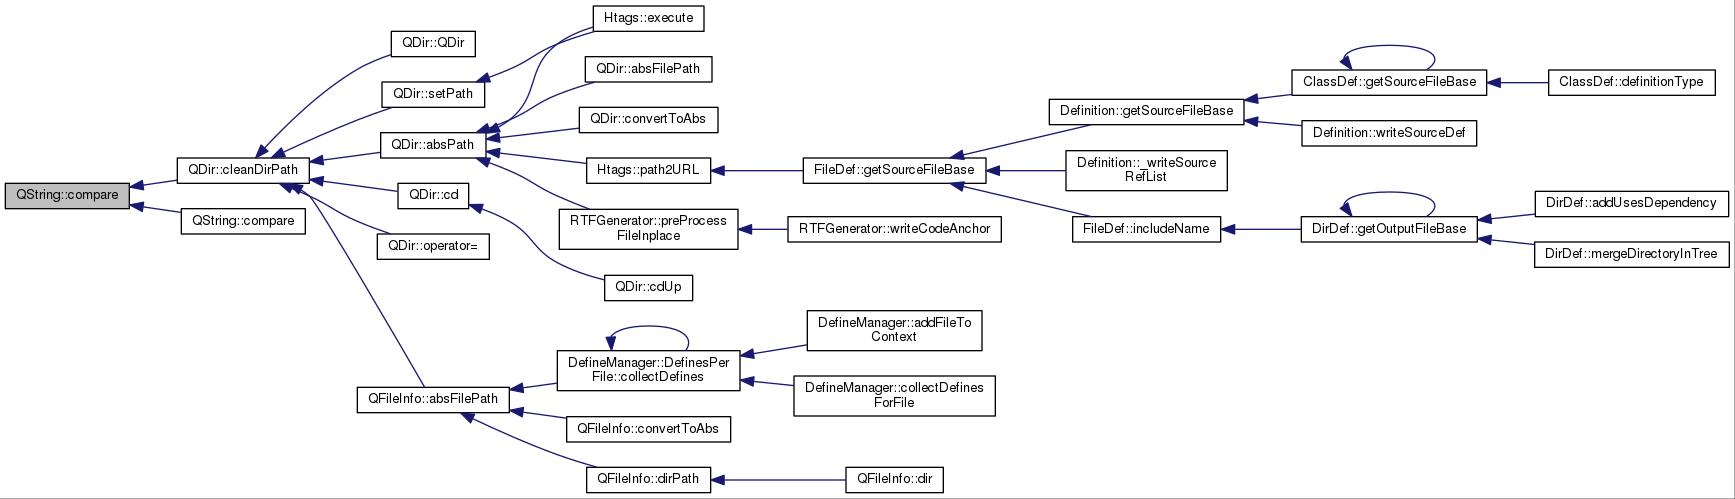 Htags::execute
QDir::QDir
QDir::absFilePath
ClassDef::getSourceFileBase
ClassDef::definitionType
QDir::setPath
Definition::getSourceFileBase
QDir::convertToAbs
Definition::writeSourceDef
QDir::absPath
QDir::cleanDirPath
Htags::path2URL
FileDef::getSourceFileBase
Definition::_writeSource
RefList
QString::compare
QDir::cd
DirDef::addUsesDependency
QString::compare
RTFGenerator::preProcess
FileInplace
RTFGenerator::writeCodeAnchor
FileDef::includeName
DirDef::getOutputFileBase
QDir::operator=
DirDef::mergeDirectoryInTree
QDir::cdUp
DefineManager::addFileTo
Context
DefineManager::DefinesPer
File::collectDefines
DefineManager::collectDefines
ForFile
QFileInfo::absFilePath
QFileInfo::convertToAbs
QFileInfo::dirPath
QFileInfo::dir